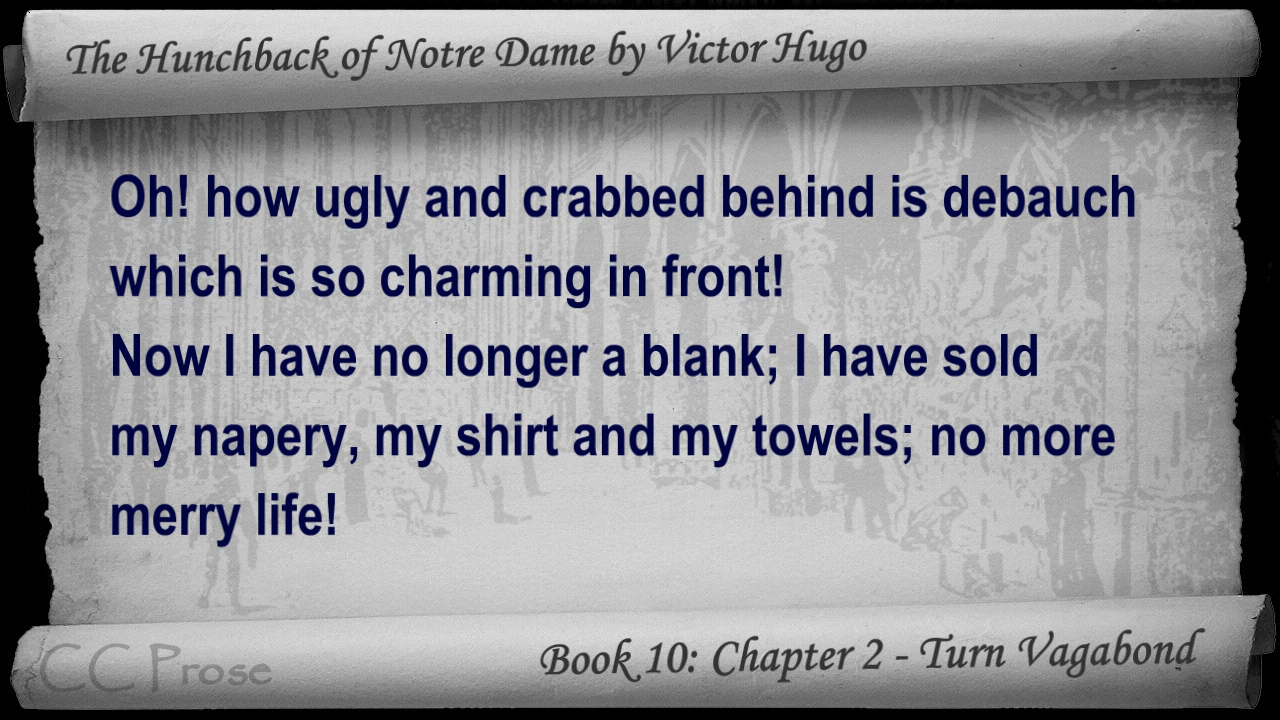 The Hunchback of Notre Dame by Victor Hugo
Oh! how ugly and crabbed behind is debauch
which is so charming in front!
Now I have no longer a blank; I have sold
my napery, my shirt and my towels; no more
merry life!
CC Prose
Book 10: Chapter 2 - Turn Vagabond